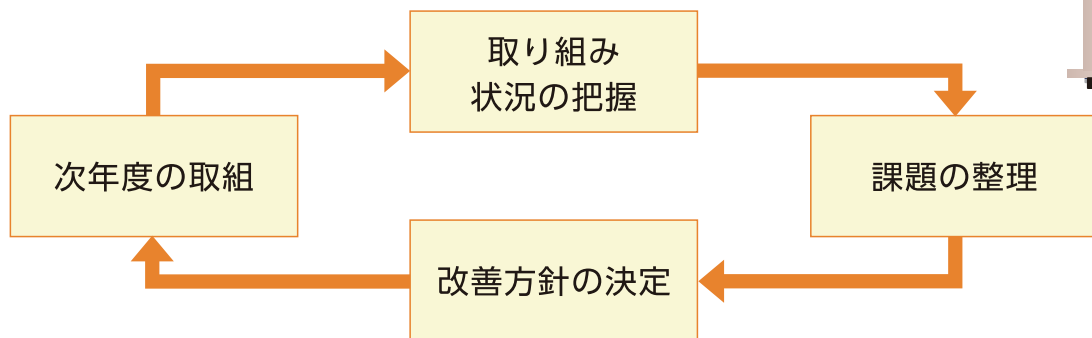 取り組み
状況の把握
次年度の取組
課題の整理
改善方針の決定